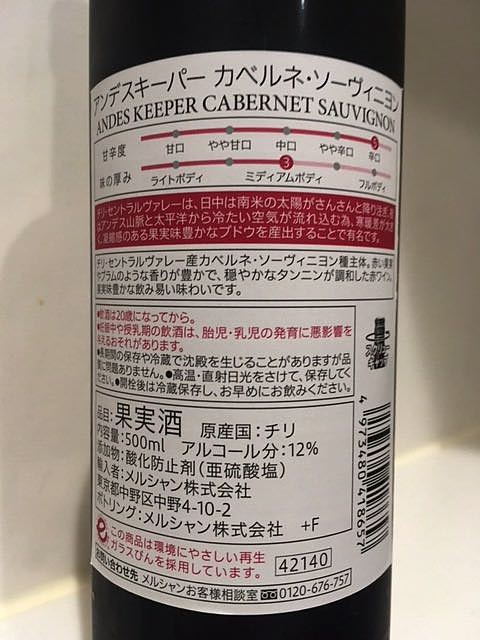 アンデスキーパー カベルネ・ソーヴィニヨン
ANDES KEEPER CABERNET SAUVIGNON
甘辛度 甘口 やや甘口 中口 やや辛口 5 辛口
味の厚み ライトボディ 3 ミディアムボディ フルボディ
チリ・セントラルヴァレーは、日中は南米の太陽がさんさんと降り注ぎ、夜
はアンデス山脈と太平洋から冷たい空気が流れ込む為、寒暖差が大
きく、凝縮感のある果実味豊かなブドウを産出することで有名です。
チリ・セントラルヴァレー産カベルネ・ソーヴィニヨン種主体。赤い果実
やプラムのような香りが豊かで、穏やかなタンニンが調和した赤ワイン。
果実味豊かな飲み易い味わいです。
●飲酒は20歳になってから。
●妊娠中や授乳期の飲酒は、胎児・乳児の発育に悪影響を
与えるおそれがあります。
●長期間の保存や冷蔵で沈殿を生じることがありますが品
質に問題ありません。●高温・直射日光をさけて、保存してく
ださい。●開栓後は冷蔵保存し、お早めにお飲みください。
品目:果実酒 原産国:チリ
内容量:500ml アルコール分:12%
添加物:酸化防止剤(亜硫酸塩)
輸入者:メルシャン株式会社
東京都中野区中野4-10-2
ボトリング:メルシャン株式会社 +F
この商品は環境にやさしい再生
ガラスびんを採用しています。
42140
お問い合わせ先 メルシャンお客様相談室 0120-676-757
4 973480 418657